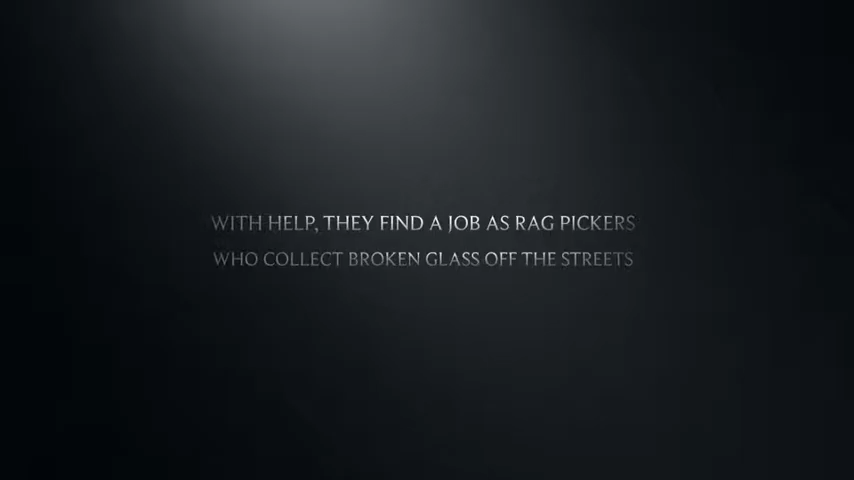 WITH HELP, THEY FIND A JOB AS RAG PICKERS
WHO COLLECT BROKEN GLASS OFF THE STREETS